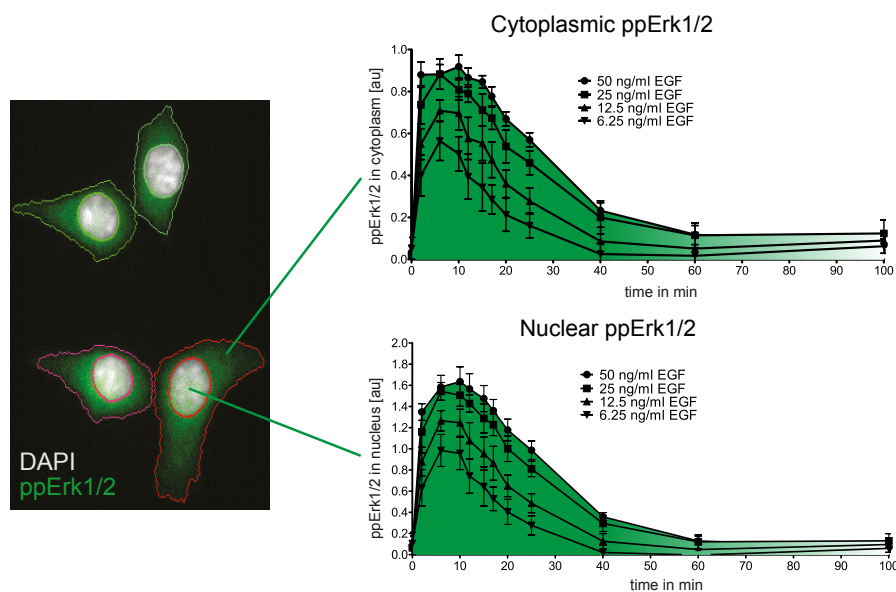 Cytoplasmic ppErk1/2
ppErk1/2 in cytoplasm [au]
1.0
0.8
0.6
0.4
0.2
0.0
50 ng/ml EGF
25 ng/ml EGF
12.5 ng/ml EGF
6.25 ng/ml EGF
0 10 20 30 40 50 60 70 80 90 100
time in min
DAPI
ppErk1/2
Nuclear ppErk1/2
ppErk1/2 in nucleus [au]
2.0
1.8
1.6
1.4
1.2
1.0
0.8
0.6
0.4
0.2
0.0
50 ng/ml EGF
25 ng/ml EGF
12.5 ng/ml EGF
6.25 ng/ml EGF
0 10 20 30 40 50 60 70 80 90 100
time in min